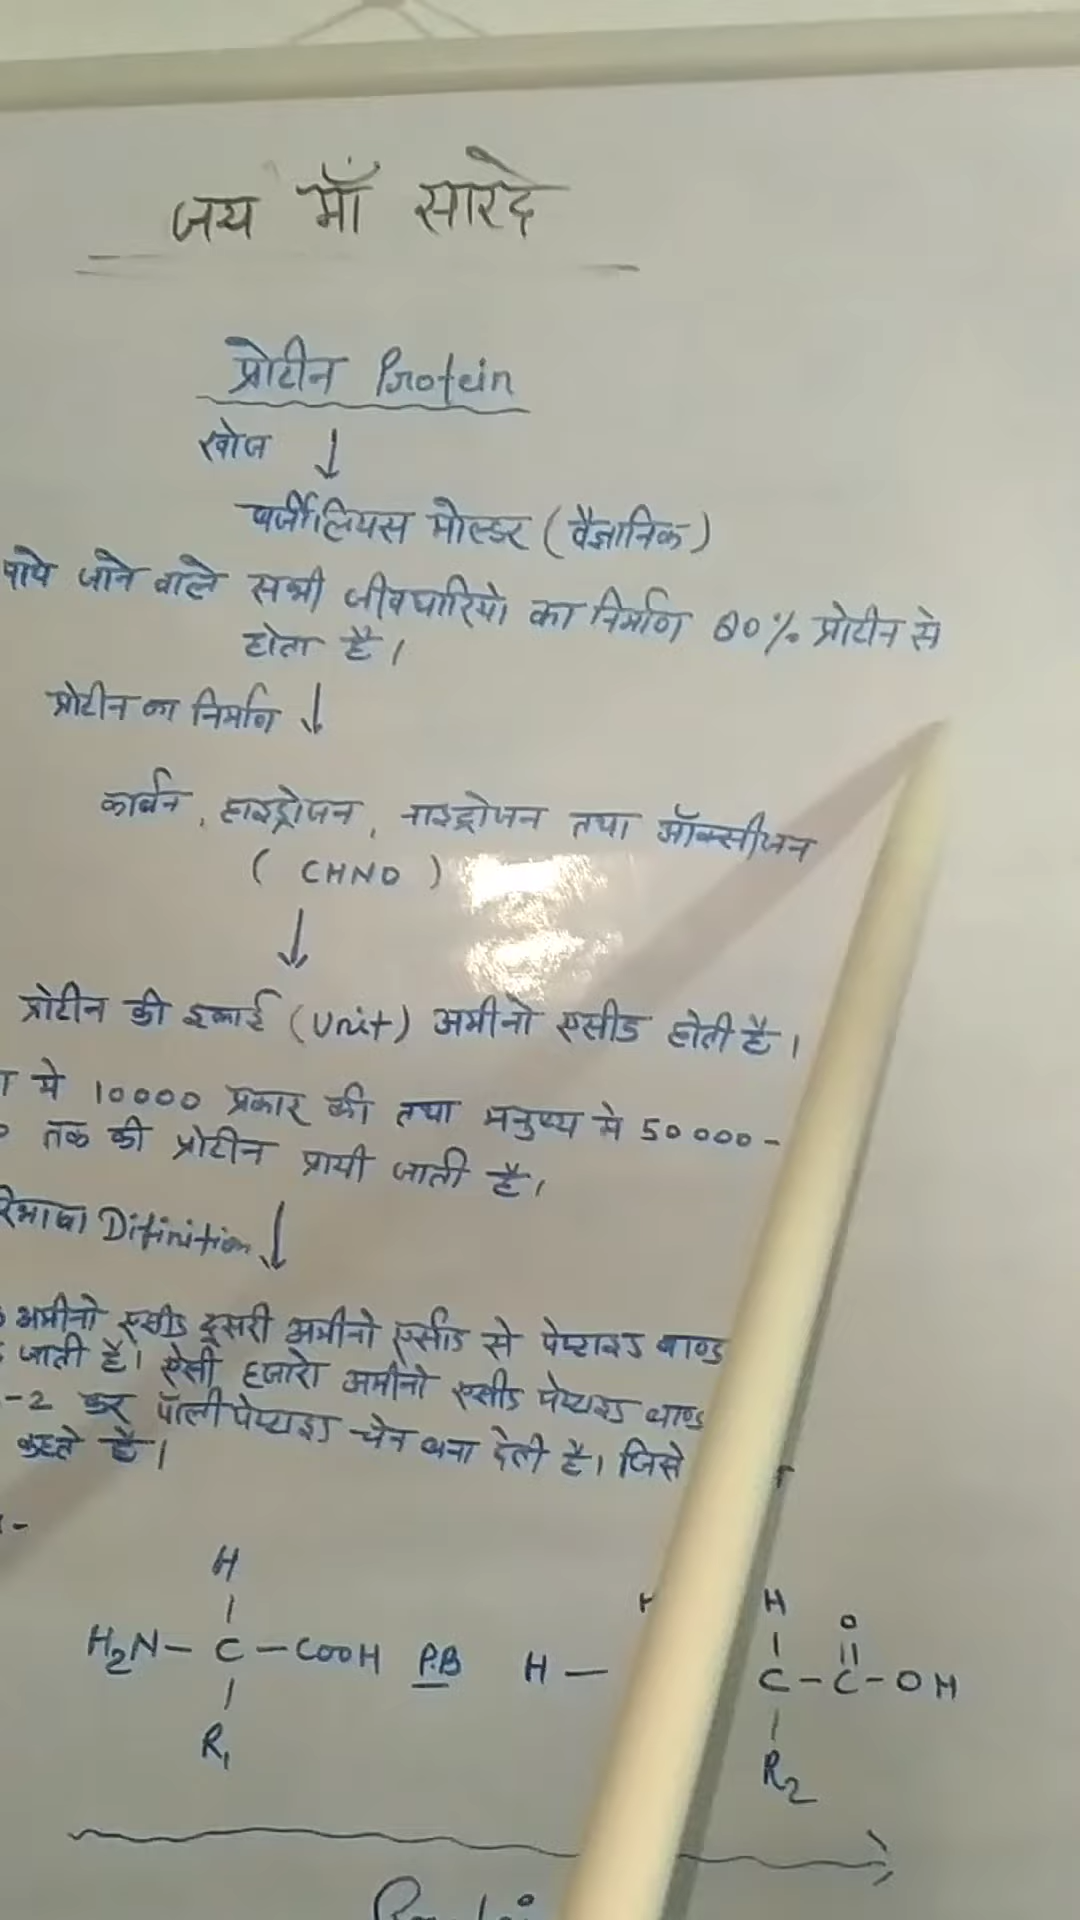 जय माँ सारदे
प्रोटीन Protein
खोज ↓
बर्जीलियस मोल्डर (वैज्ञानिक)
पाये जाने वाले सभी जीवधारियो का निर्माण 80% प्रोटीन से
होता है।
प्रोटीन का निर्माण ↓
कार्बन, हाइड्रोजन, नाइट्रोजन तथा ऑक्सीजन
( CHNO )
↓
प्रोटीन की इकाई (Unit) अमीनो एसीड होती है।
मे 10000 प्रकार की तथा मनुष्य मे 50000 -
तक की प्रोटीन प्रायी जाती है।
Difinition ↓
अमीनो एसीड दूसरी अमीनो एसीड से पेप्टाइड बाण्ड
जाती है। ऐसी हजारो अमीनो एसीड पेप्टाइड बाण्ड
-2 कर पॉलीपेप्टाइड चेन बना देती है। जिसे
कहते है।
H H
O
H₂N - C - COOH P.B H — C - C - OH
R₁ R₂